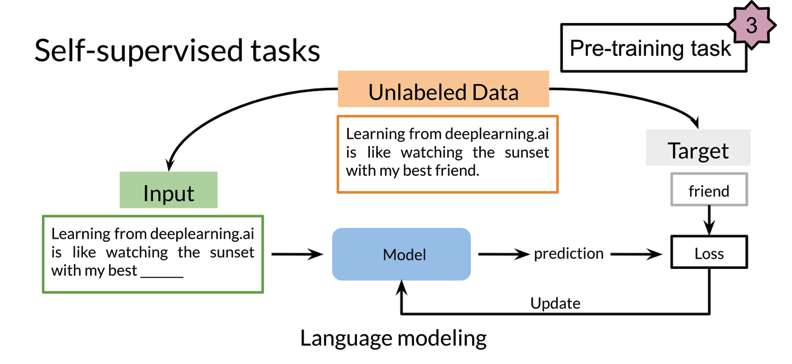 Self-supervised tasks
Pre-training task
3
Unlabeled Data
Learning from deeplearning.ai
is like watching the sunset
with my best friend.
Target
friend
Input
Learning from deeplearning.ai
is like watching the sunset
with my best _____
Model
prediction
Loss
Update
Language modeling